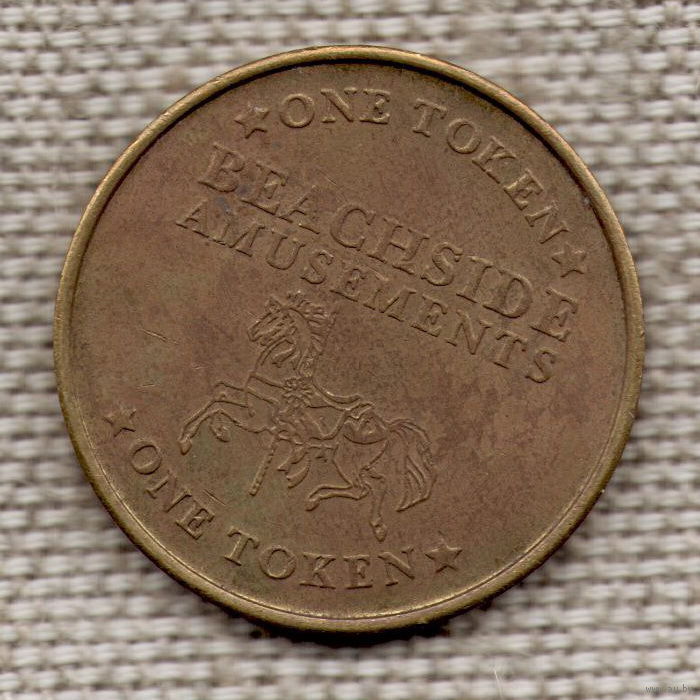 ★ONE TOKEN★
BEACHSIDE
AMUSEMENTS
★ONE TOKEN★